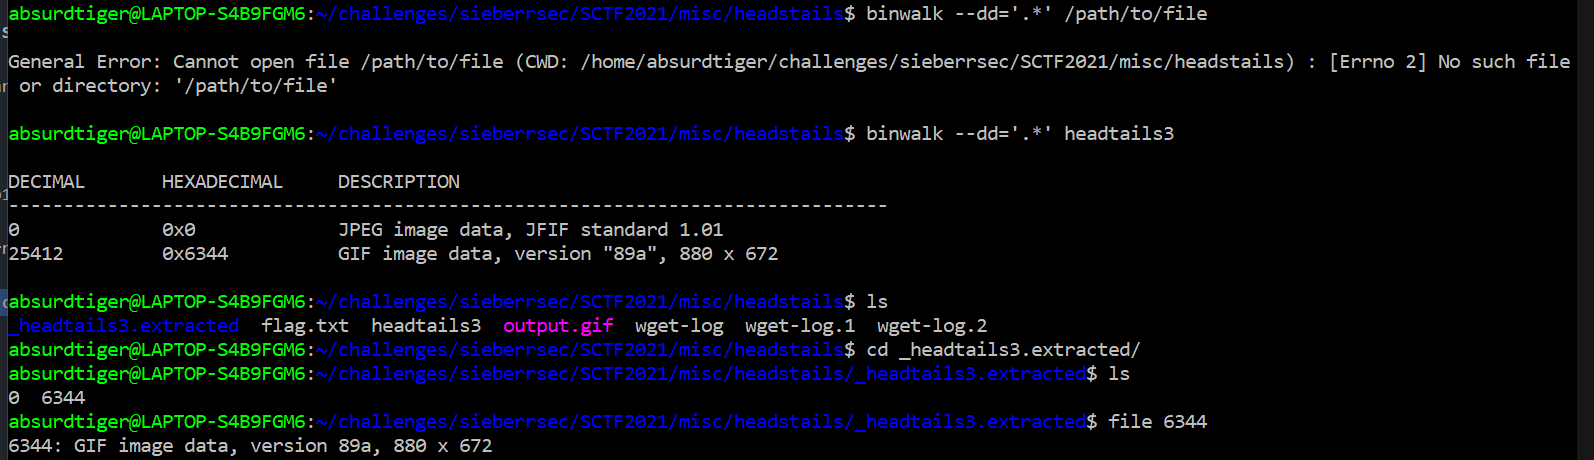 absurdtiger@LAPTOP-S4B9FGM6:~/challenges/sieberrsec/SCTF2021/misc/headstails$ binwalk --dd='.*' /path/to/file
General Error: Cannot open file /path/to/file (CWD: /home/absurdtiger/challenges/sieberrsec/SCTF2021/misc/headstails) : [Errno 2] No such file
or directory: '/path/to/file'
absurdtiger@LAPTOP-S4B9FGM6:~/challenges/sieberrsec/SCTF2021/misc/headstails$ binwalk --dd='.*' headtails3
DECIMAL       HEXADECIMAL     DESCRIPTION
--------------------------------------------------------------------------------
0             0x0             JPEG image data, JFIF standard 1.01
25412         0x6344          GIF image data, version "89a", 880 x 672
absurdtiger@LAPTOP-S4B9FGM6:~/challenges/sieberrsec/SCTF2021/misc/headstails$ ls
_headtails3.extracted  flag.txt  headtails3  output.gif  wget-log  wget-log.1  wget-log.2
absurdtiger@LAPTOP-S4B9FGM6:~/challenges/sieberrsec/SCTF2021/misc/headstails$ cd _headtails3.extracted/
absurdtiger@LAPTOP-S4B9FGM6:~/challenges/sieberrsec/SCTF2021/misc/headstails/_headtails3.extracted$ ls
0  6344
absurdtiger@LAPTOP-S4B9FGM6:~/challenges/sieberrsec/SCTF2021/misc/headstails/_headtails3.extracted$ file 6344
6344: GIF image data, version 89a, 880 x 672